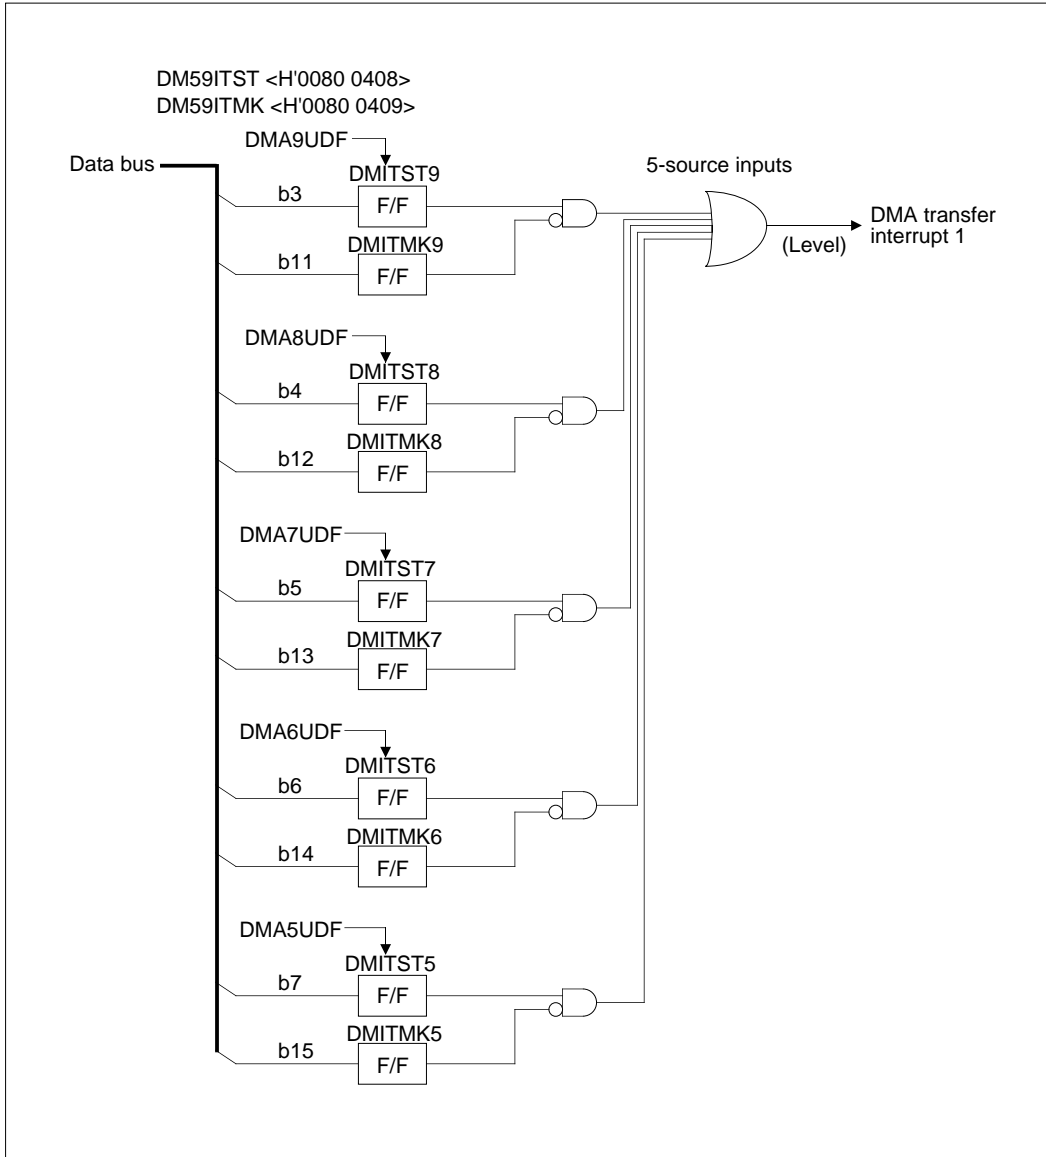 DM59ITST <H'0080 0408>
DM59ITMK <H'0080 0409>
DMA9UDF
Data bus
DMITST9
5-source inputs
b3
F/F
DMA transfer
interrupt 1
(Level)
DMITMK9
b11
F/F
DMA8UDF
DMITST8
b4
F/F
DMITMK8
b12
F/F
DMA7UDF
DMITST7
b5
F/F
DMITMK7
b13
F/F
DMA6UDF
DMITST6
b6
F/F
DMITMK6
b14
F/F
DMA5UDF
DMITST5
b7
F/F
DMITMK5
b15
F/F